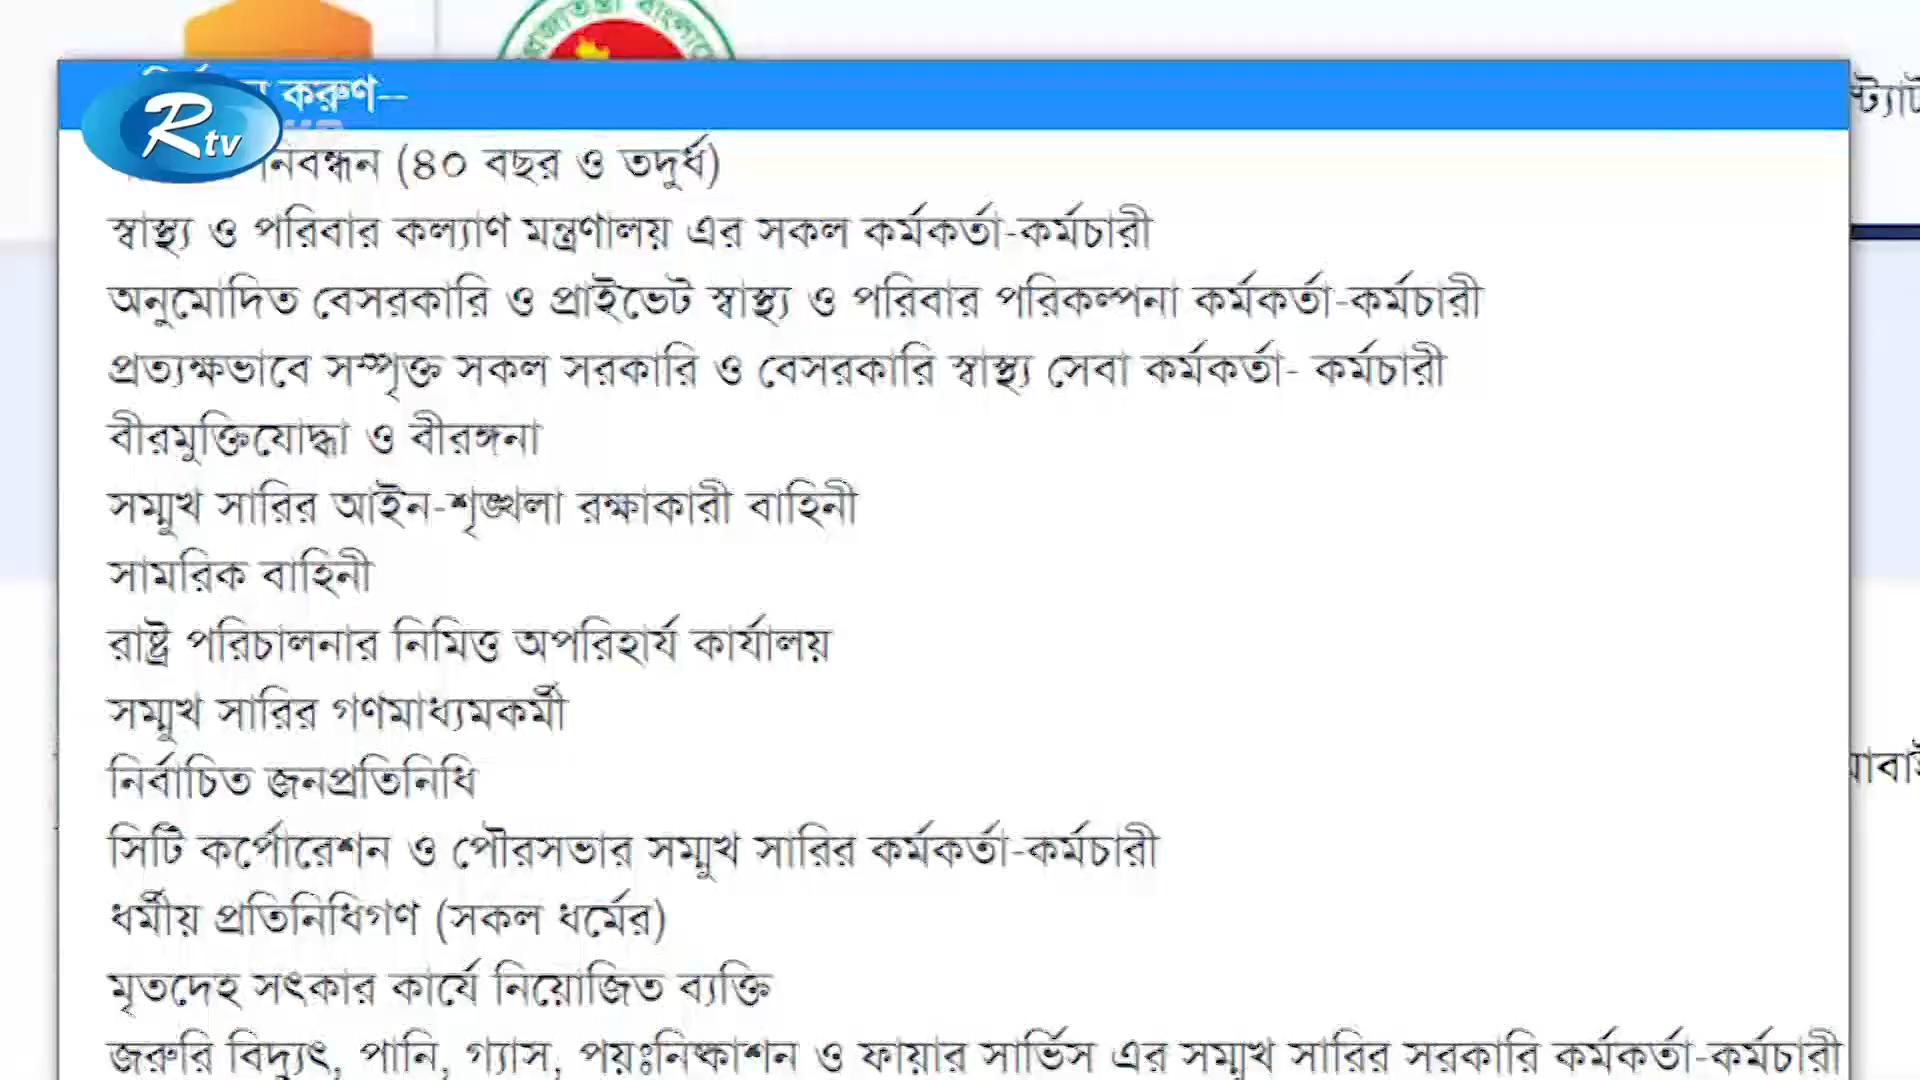 করুণ--
Rtv
নিবন্ধন (৪০ বছর ও তদুর্ধ)
স্বাস্থ্য ও পরিবার কল্যাণ মন্ত্রণালয় এর সকল কর্মকর্তা-কর্মচারী
অনুমোদিত বেসরকারি ও প্রাইভেট স্বাস্থ্য ও পরিবার পরিকল্পনা কর্মকর্তা-কর্মচারী
প্রত্যক্ষভাবে সম্পৃক্ত সকল সরকারি ও বেসরকারি স্বাস্থ্য সেবা কর্মকর্তা- কর্মচারী
বীরমুক্তিযোদ্ধা ও বীরঙ্গনা
সম্মুখ সারির আইন-শৃঙ্খলা রক্ষাকারী বাহিনী
সামরিক বাহিনী
রাষ্ট্র পরিচালনার নিমিত্ত অপরিহার্য কার্যালয়
সম্মুখ সারির গণমাধ্যমকর্মী
নির্বাচিত জনপ্রতিনিধি
সিটি কর্পোরেশন ও পৌরসভার সম্মুখ সারির কর্মকর্তা-কর্মচারী
ধর্মীয় প্রতিনিধিগণ (সকল ধর্মের)
মৃতদেহ সৎকার কার্যে নিয়োজিত ব্যক্তি
জরুরি বিদ্যুৎ, পানি, গ্যাস, পয়ঃনিষ্কাশন ও ফায়ার সার্ভিস এর সম্মুখ সারির সরকারি কর্মকর্তা-কর্মচারী